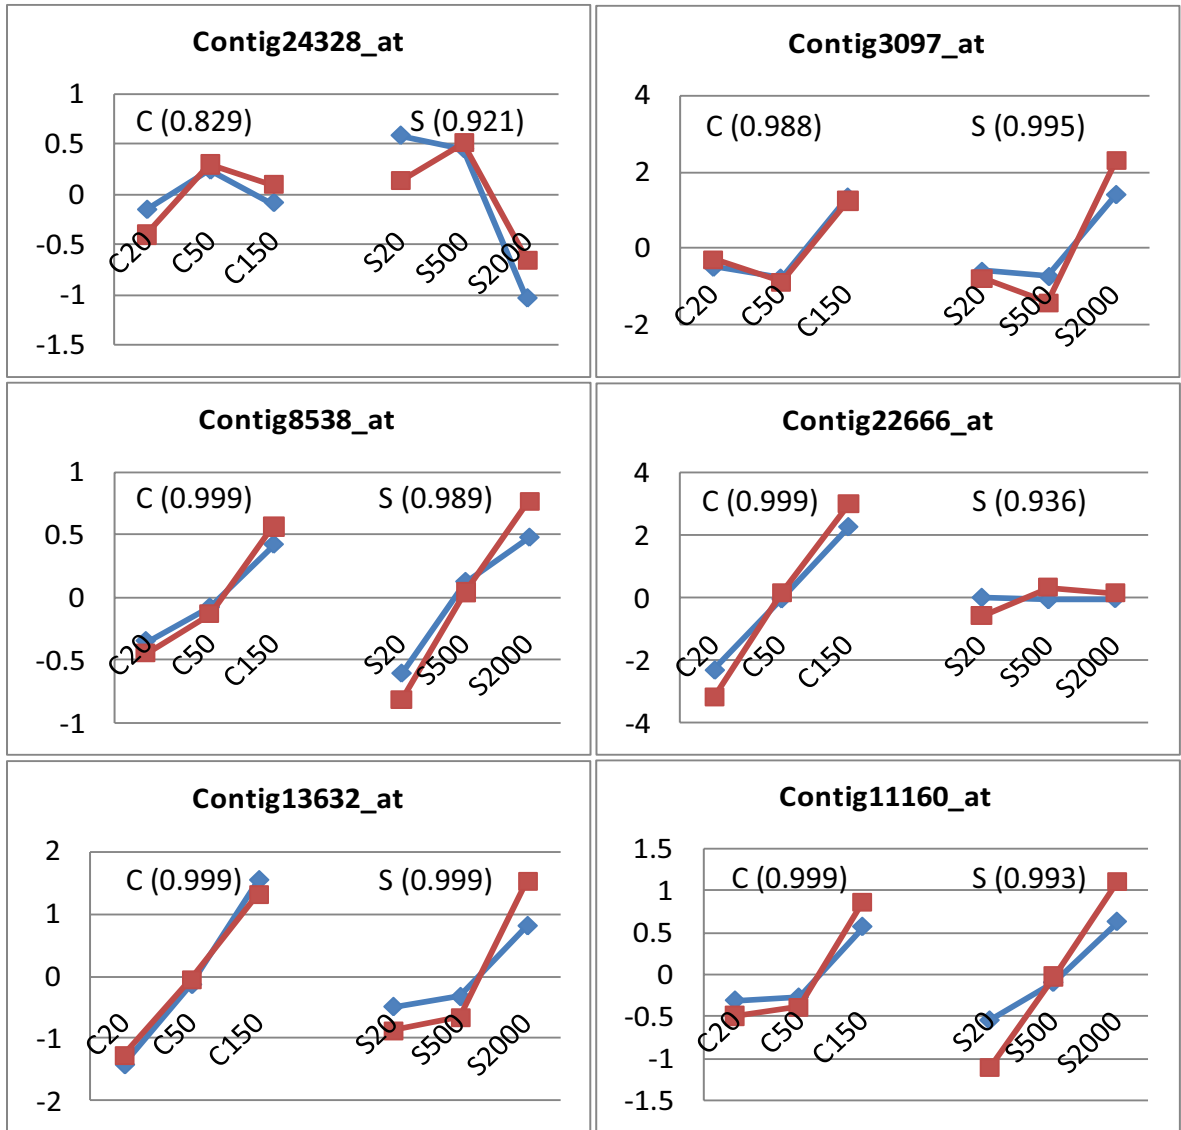 Contig24328_at
1
0.5
0
-0.5
-1
-1.5
C (0.829)
S (0.921)
C20
C50
C150
S20
S500
S2000
Contig3097_at
4
2
0
-2
C (0.988)
S (0.995)
C20
C50
C150
S20
S500
S2000
Contig8538_at
1
0.5
0
-0.5
-1
C (0.999)
S (0.989)
C20
C50
C150
S20
S500
S2000
Contig22666_at
4
2
0
-2
-4
C (0.999)
S (0.936)
C20
C50
C150
S20
S500
S2000
Contig13632_at
2
1
0
-1
-2
C (0.999)
S (0.999)
C20
C50
C150
S20
S500
S2000
Contig11160_at
1.5
1
0.5
0
-0.5
-1
-1.5
C (0.999)
S (0.993)
C20
C50
C150
S20
S500
S2000